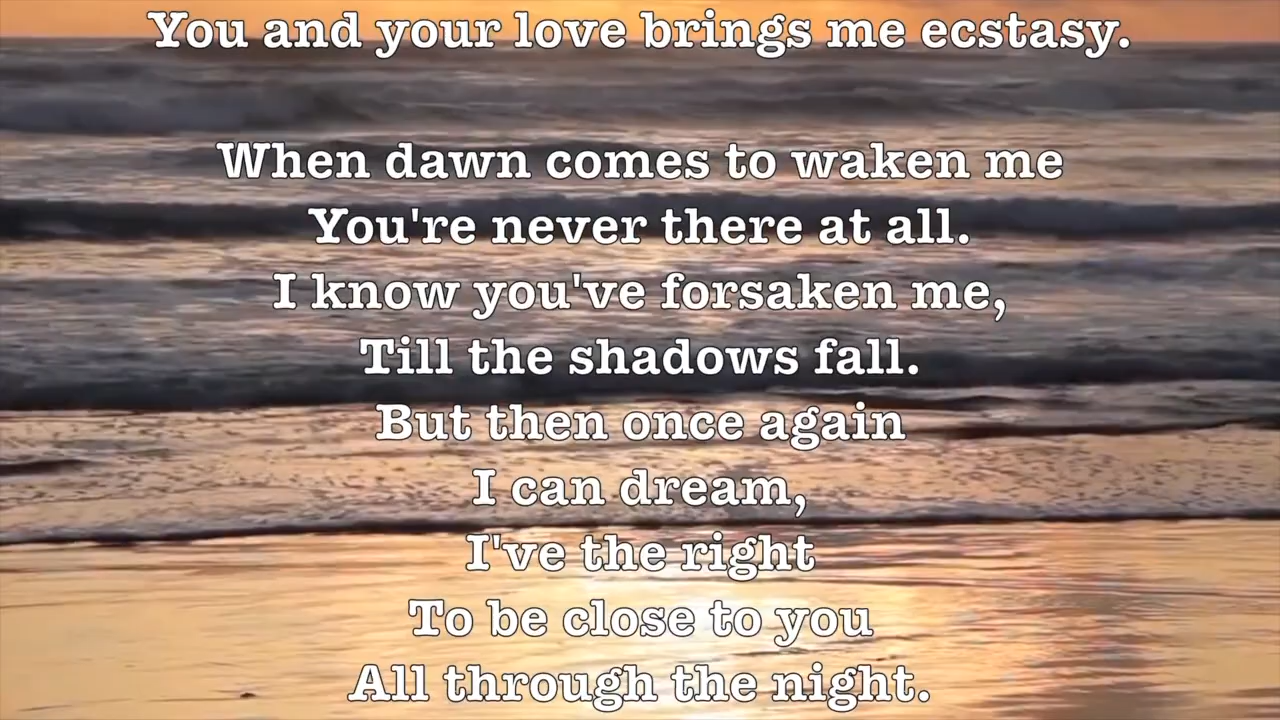 You and your love brings me ecstasy.
When dawn comes to waken me
You're never there at all.
I know you've forsaken me,
Till the shadows fall.
But then once again
I can dream,
I've the right
To be close to you
All through the night.